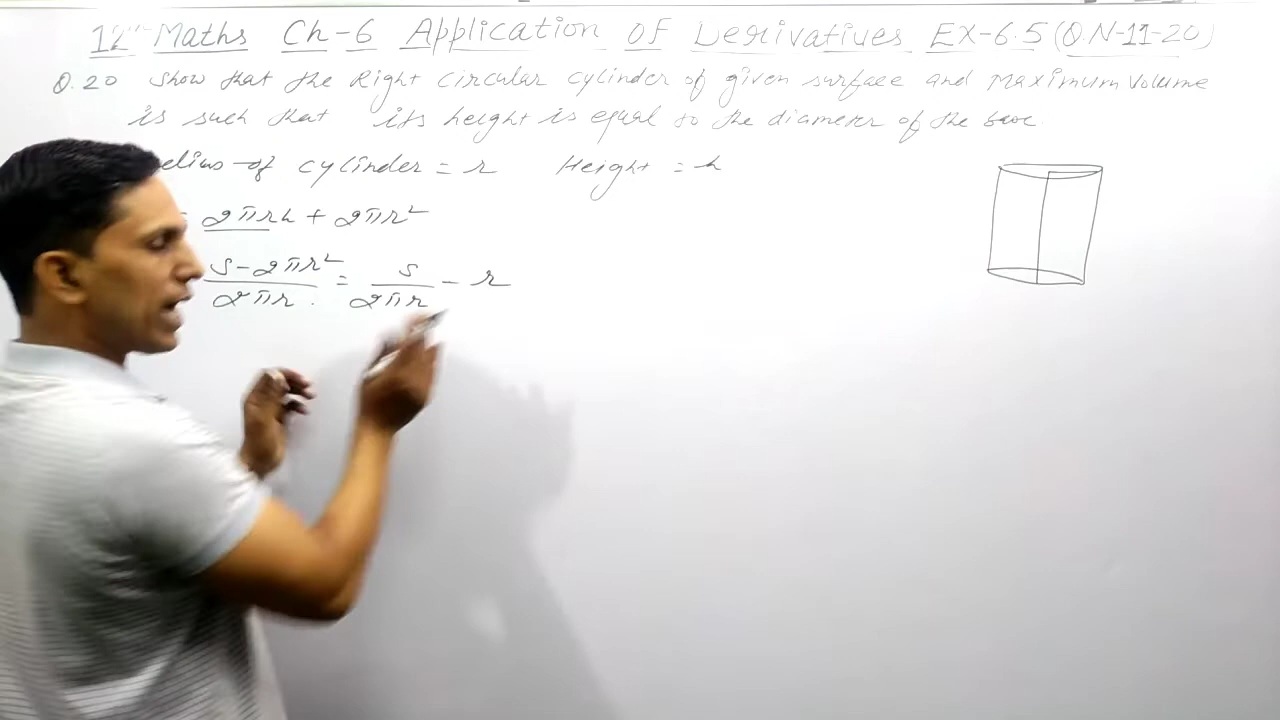 12th Maths Ch-6 Application OF Derivatives EX-6.5 (Q.N-11-20)
Q.20 Show that the Right circular cylinder of given surface and Maximum Volume
is such that its height is equal to the diameter of the base.
of cylinder = r Height = h
2πrh + 2πr²
S-2πr² / 2πr = S / 2πr - r